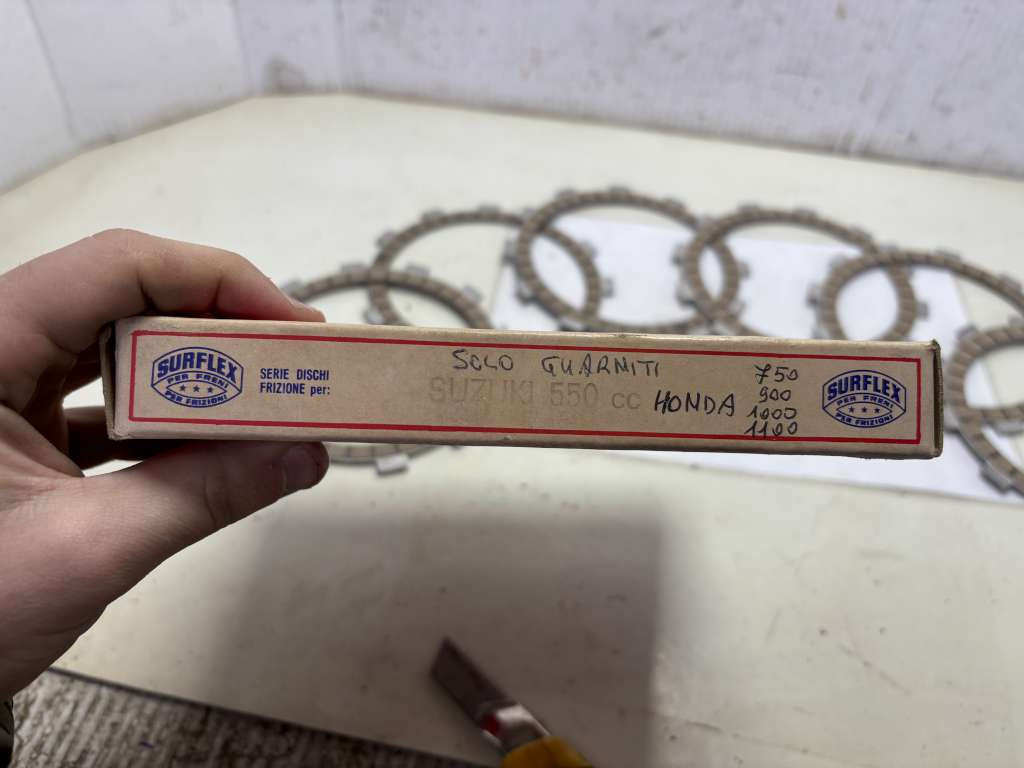 SURFLEX
PER FRENI
PER FRIZIONI
SERIE DISCHI
FRIZIONE per:
SOLO GUARNITI
SUZUKI 550 cc
HONDA
750
900
1000
1100
SURFLEX
PER FRENI
PER FRIZIONI